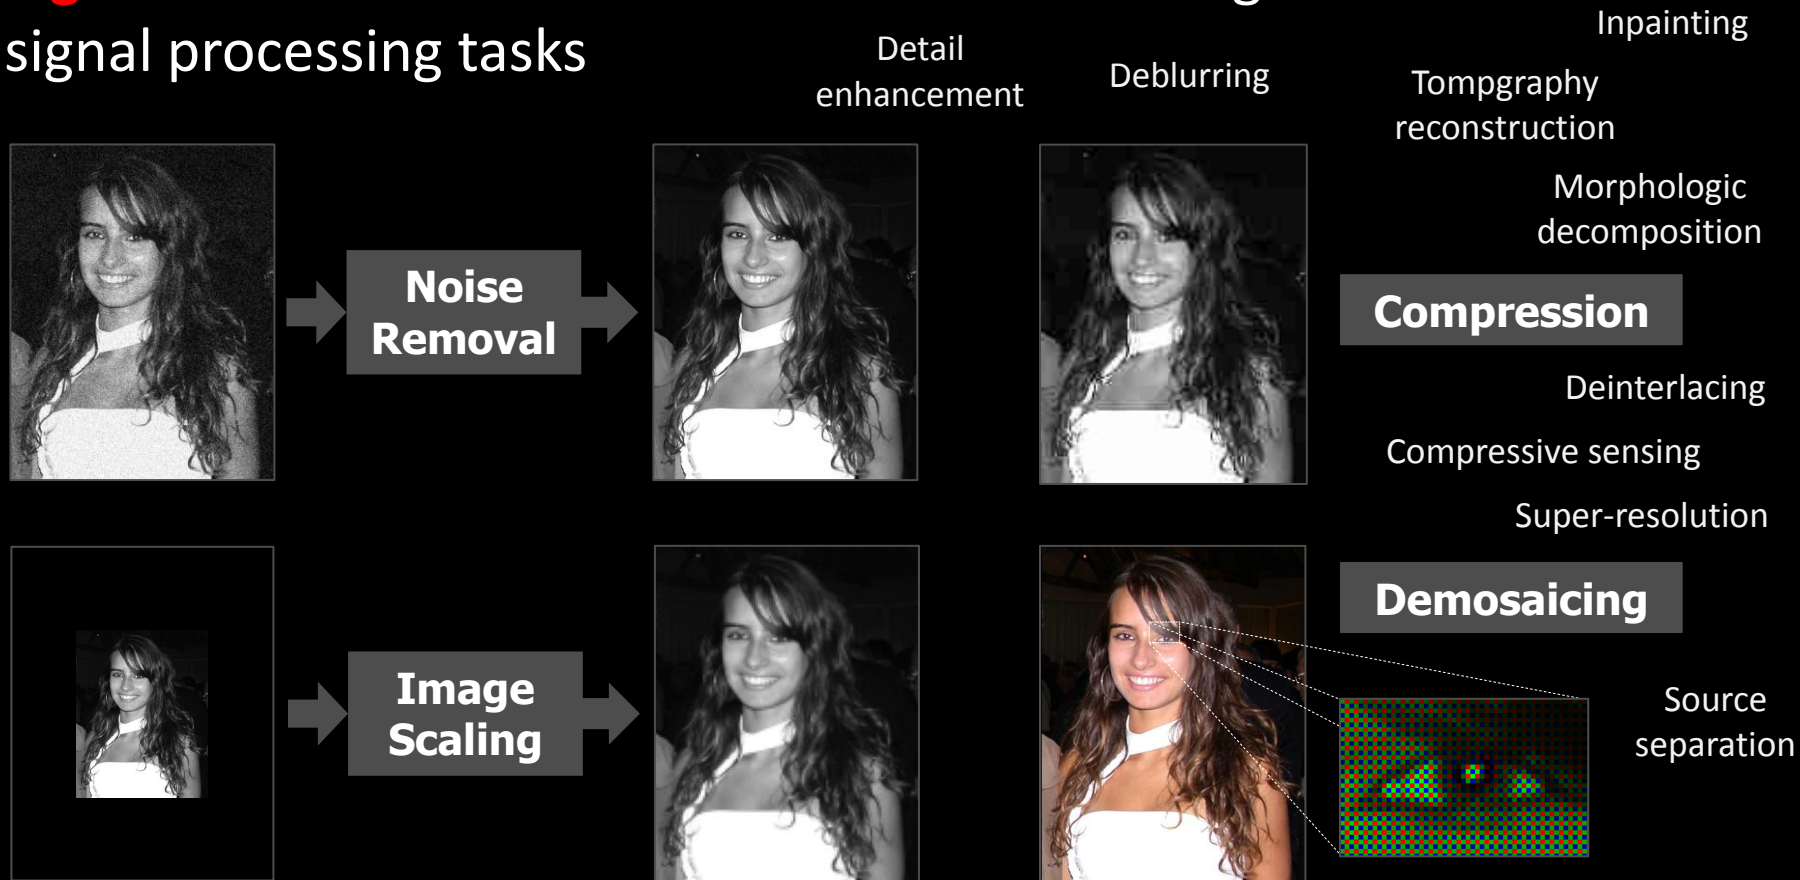 signal processing tasks
Detail
enhancement
Deblurring
Inpainting
Tompgraphy
reconstruction
Morphologic
decomposition
Noise
Removal
Compression
Deinterlacing
Compressive sensing
Super-resolution
Image
Scaling
Demosaicing
Source
separation